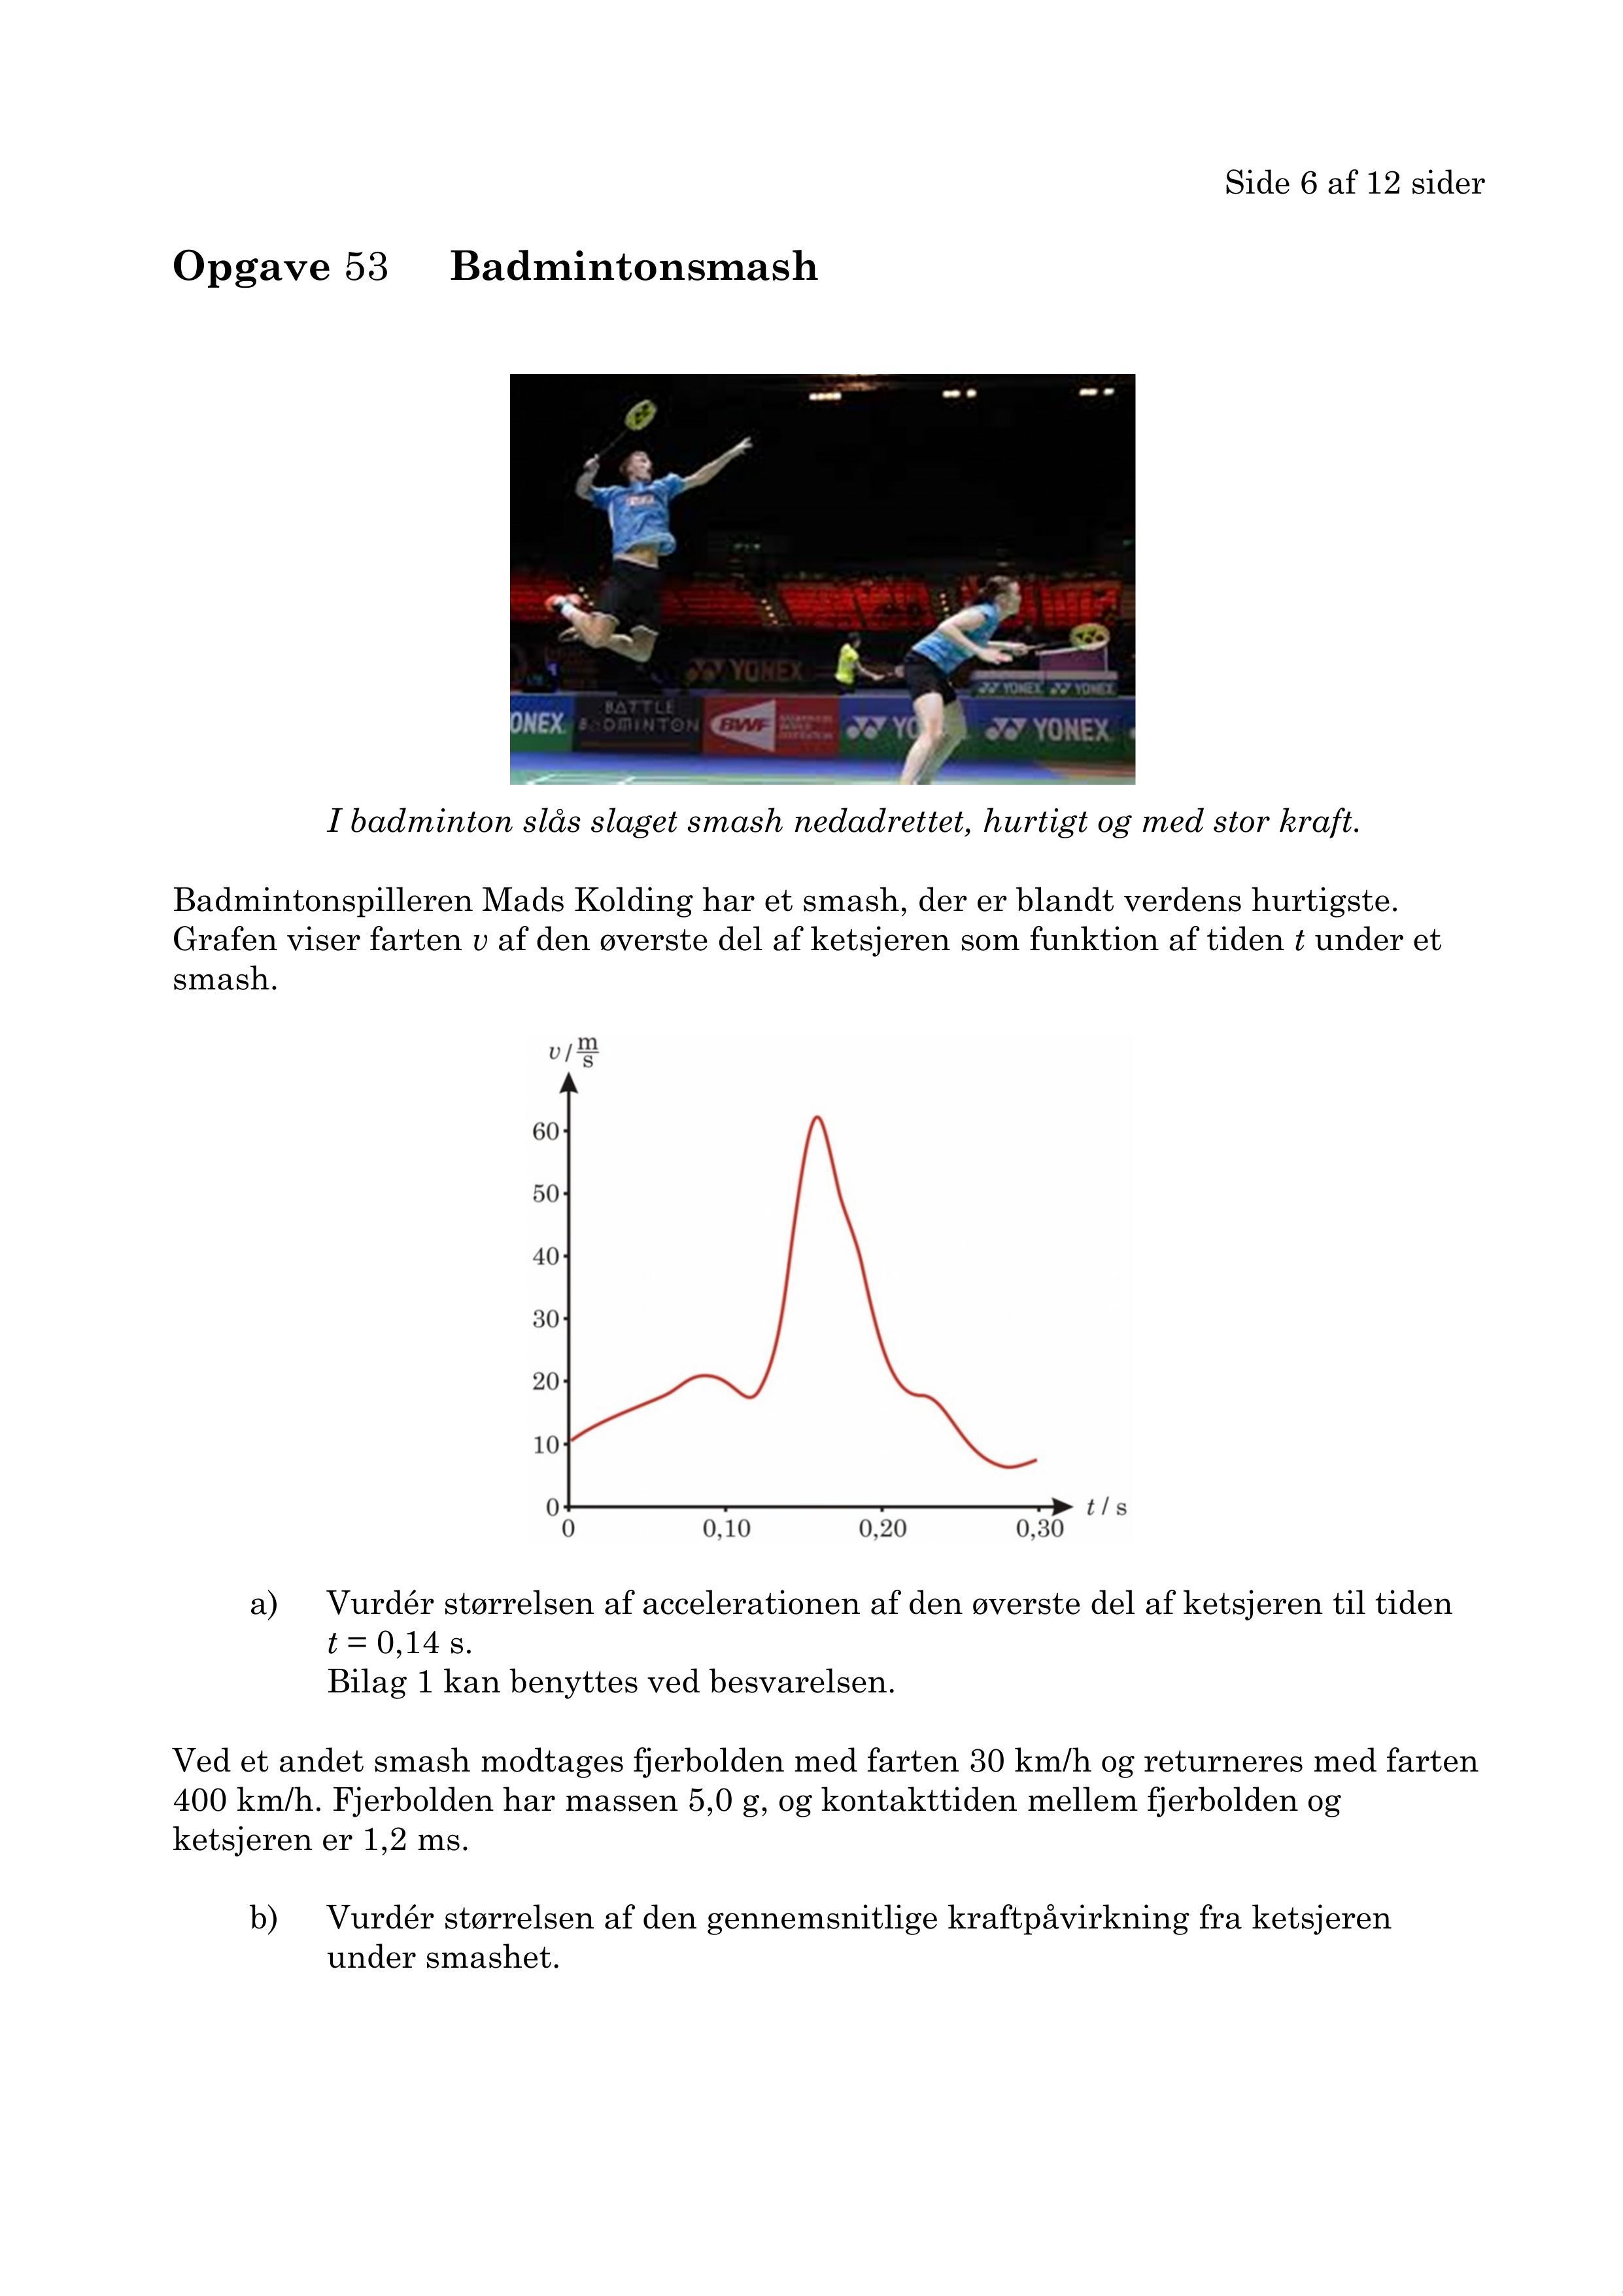 Side 6 af 12 sider
Opgave 53 Badmintonsmash
YONEX
YONEX YONEX
ONEX
BATTLE
BADMINTON
BWF
YO
YONEX
I badminton slås slaget smash nedadrettet, hurtigt og med stor kraft.
Badmintonspilleren Mads Kolding har et smash, der er blandt verdens hurtigste.
Grafen viser farten v af den øverste del af ketsjeren som funktion af tiden t under et
smash.
v / m/s
60
50
40
30
20
10
0
t / s
0 0,10 0,20 0,30
a) Vurdér størrelsen af accelerationen af den øverste del af ketsjeren til tiden
t = 0,14 s.
Bilag 1 kan benyttes ved besvarelsen.
Ved et andet smash modtages fjerbolden med farten 30 km/h og returneres med farten
400 km/h. Fjerbolden har massen 5,0 g, og kontakttiden mellem fjerbolden og
ketsjeren er 1,2 ms.
b) Vurdér størrelsen af den gennemsnitlige kraftpåvirkning fra ketsjeren
under smashet.